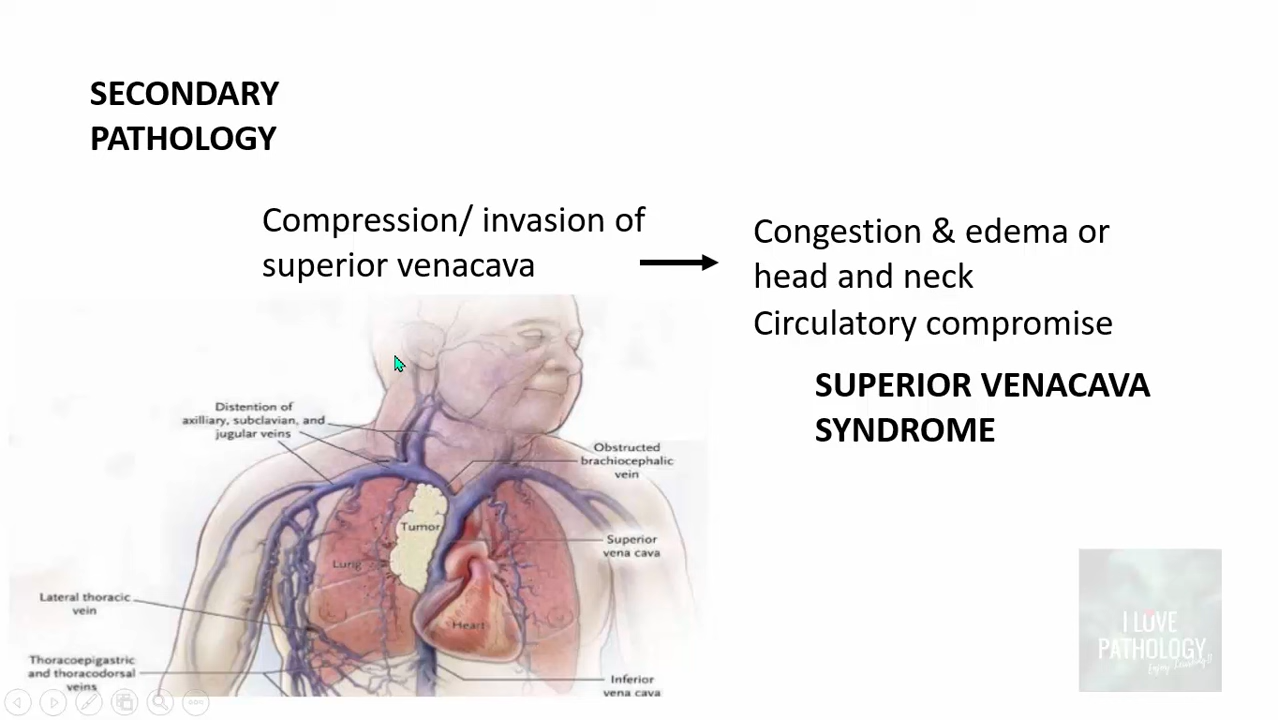 SECONDARY
PATHOLOGY
Compression/ invasion of
superior venacava
Congestion & edema or
head and neck
Circulatory compromise
SUPERIOR VENACAVA
SYNDROME
Distention of
axilliary, subclavian, and
jugular veins
Obstructed
brachiocephalic
vein
Tumor
Superior
vena cava
Lung
Lateral thoracic
vein
Heart
Thoracoepigastric
and thoracodorsal
veins
Inferior
vena cava
I LOVE
PATHOLOGY
Enjoy Learning!!